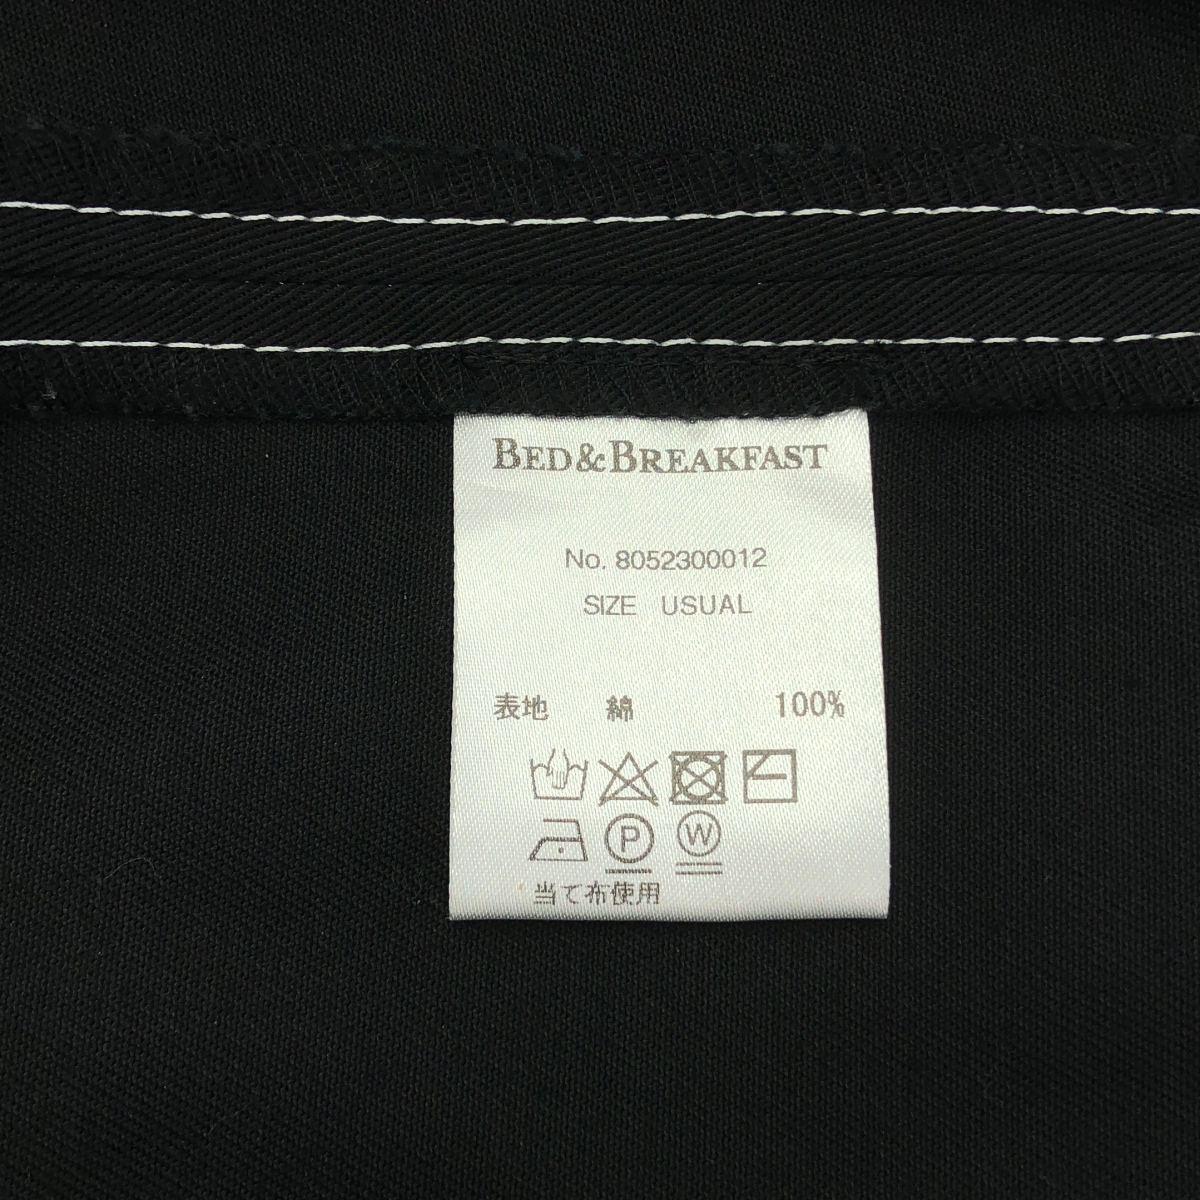 BED&BREAKFAST
No. 8052300012
SIZE USUAL
表地 綿 100%
P W
当て布使用